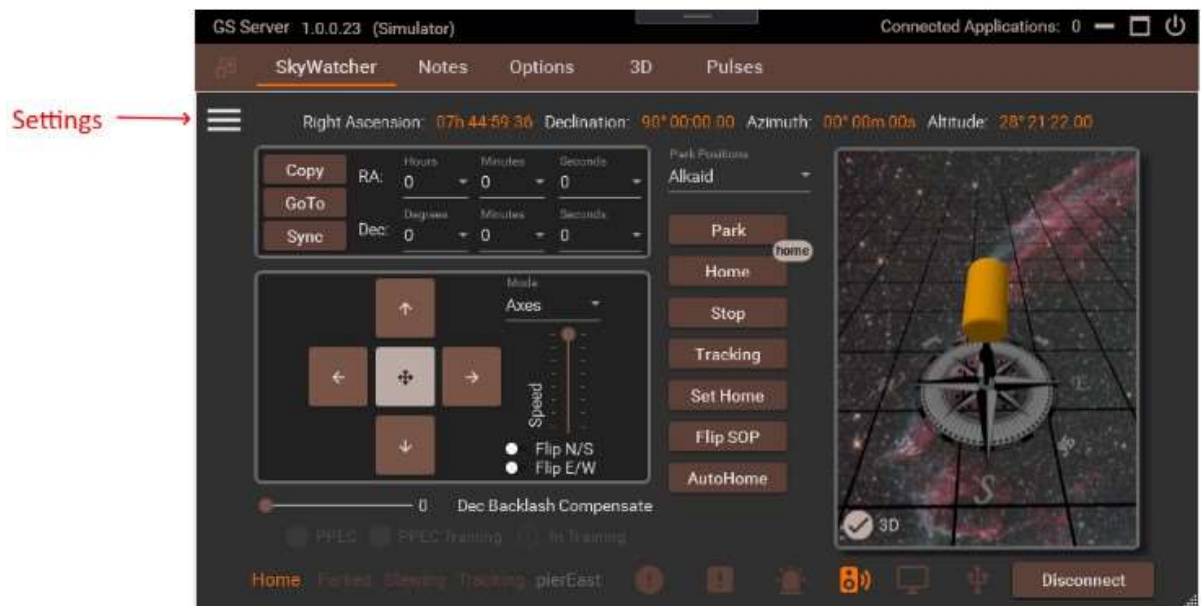 GS Server 1.0.0.23 (Simulator) Connected Applications: 0
SkyWatcher Notes Options 3D Pulses
Settings
Right Ascension: 07h 44:59.36 Declination: 90° 00:00.00 Azimuth: 00° 00m 00s Altitude: 28° 21:22.00
Copy
GoTo
Sync
RA:
Hours Minutes Seconds
0 0 0
Dec:
Degrees Minutes Seconds
0 0 0
Park Positions
Alkaid
Mode
Axes
Speed
Flip N/S
Flip E/W
Park
home
Home
Stop
Tracking
Set Home
Flip SOP
AutoHome
E
S
3D
0 Dec Backlash Compensate
PPEC PPEC Training In Training
Home Parked Slewing Tracking pierEast
Disconnect